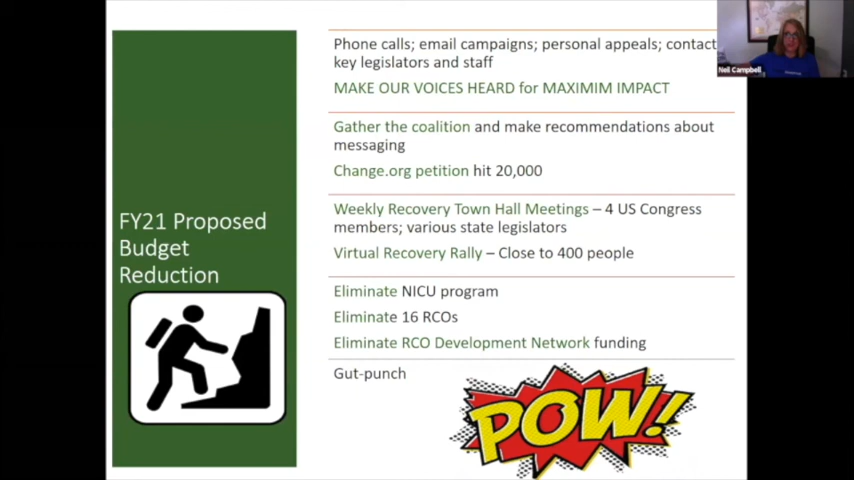 FY21 Proposed
Budget
Reduction
Phone calls; email campaigns; personal appeals; contact
key legislators and staff
MAKE OUR VOICES HEARD for MAXIMIM IMPACT
Gather the coalition and make recommendations about
messaging
Change.org petition hit 20,000
Weekly Recovery Town Hall Meetings – 4 US Congress
members; various state legislators
Virtual Recovery Rally – Close to 400 people
Eliminate NICU program
Eliminate 16 RCOs
Eliminate RCO Development Network funding
Gut-punch
POW!
Neil Campbell